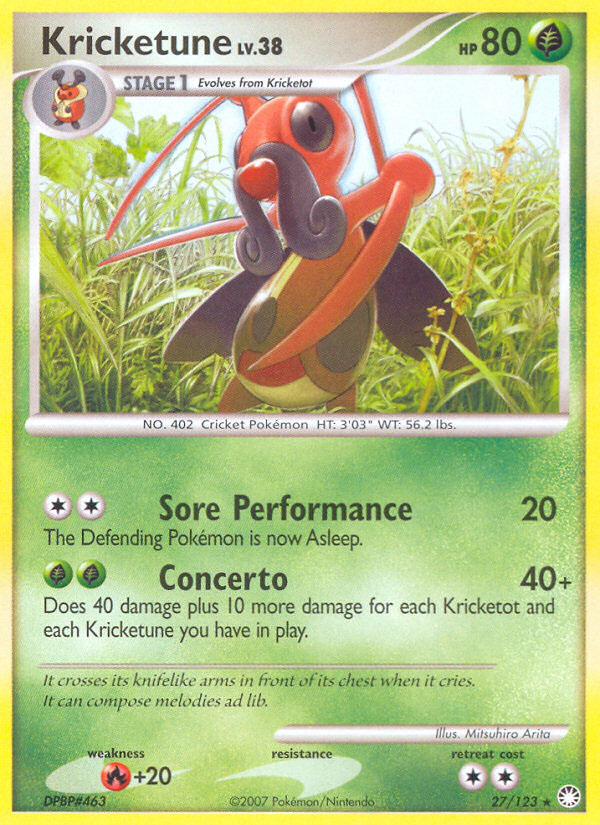 Kricketune LV.38
HP 80
STAGE 1 Evolves from Kricketot
NO. 402 Cricket Pokémon HT: 3'03" WT: 56.2 lbs.
Sore Performance 20
The Defending Pokémon is now Asleep.
Concerto 40+
Does 40 damage plus 10 more damage for each Kricketot and
each Kricketune you have in play.
It crosses its knifelike arms in front of its chest when it cries.
It can compose melodies ad lib.
Illus. Mitsuhiro Arita
weakness resistance retreat cost
+20
DPBP#463 ©2007 Pokémon/Nintendo 27/123 ★